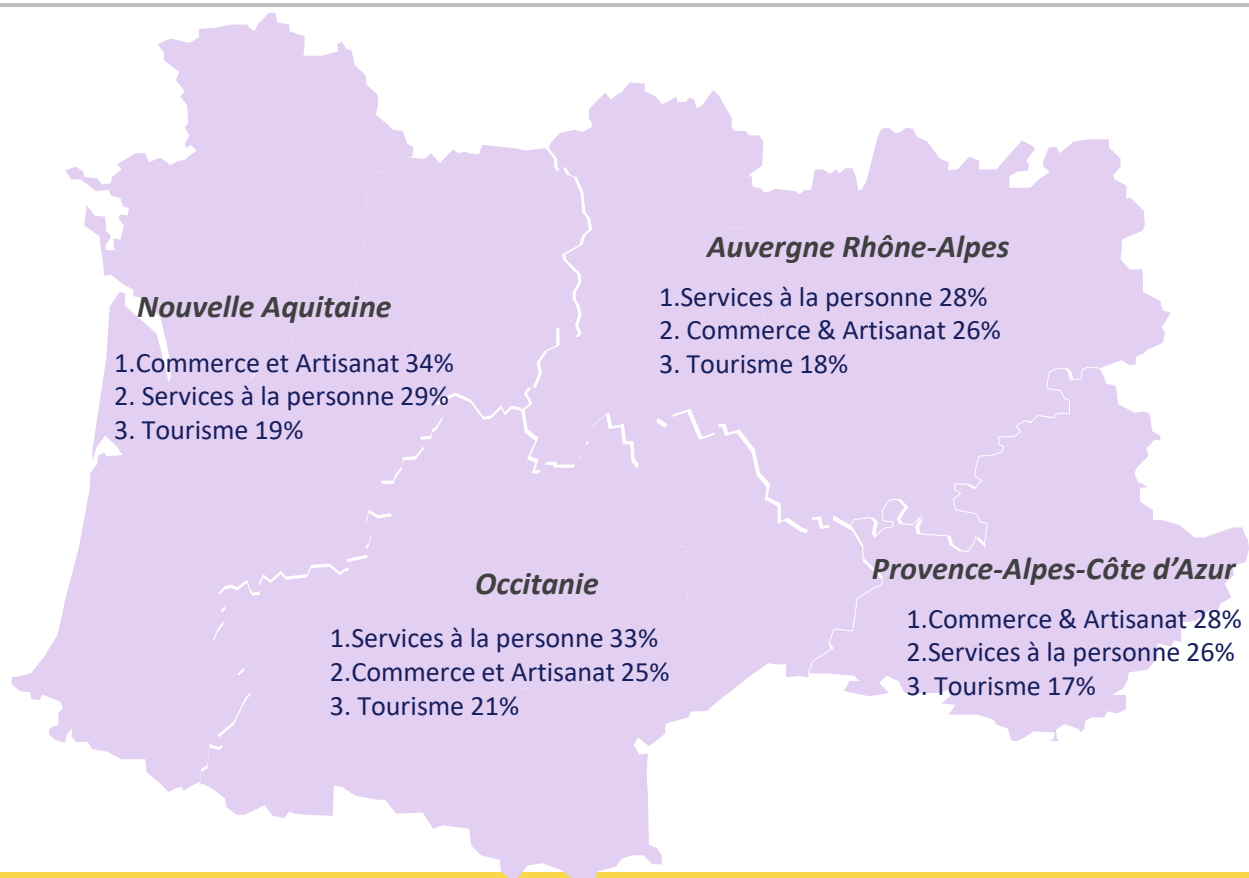 Auvergne Rhône-Alpes
1.Services à la personne 28%
2. Commerce & Artisanat 26%
3. Tourisme 18%
Nouvelle Aquitaine
1.Commerce et Artisanat 34%
2. Services à la personne 29%
3. Tourisme 19%
Occitanie
1.Services à la personne 33%
2.Commerce et Artisanat 25%
3. Tourisme 21%
Provence-Alpes-Côte d’Azur
1.Commerce & Artisanat 28%
2.Services à la personne 26%
3. Tourisme 17%